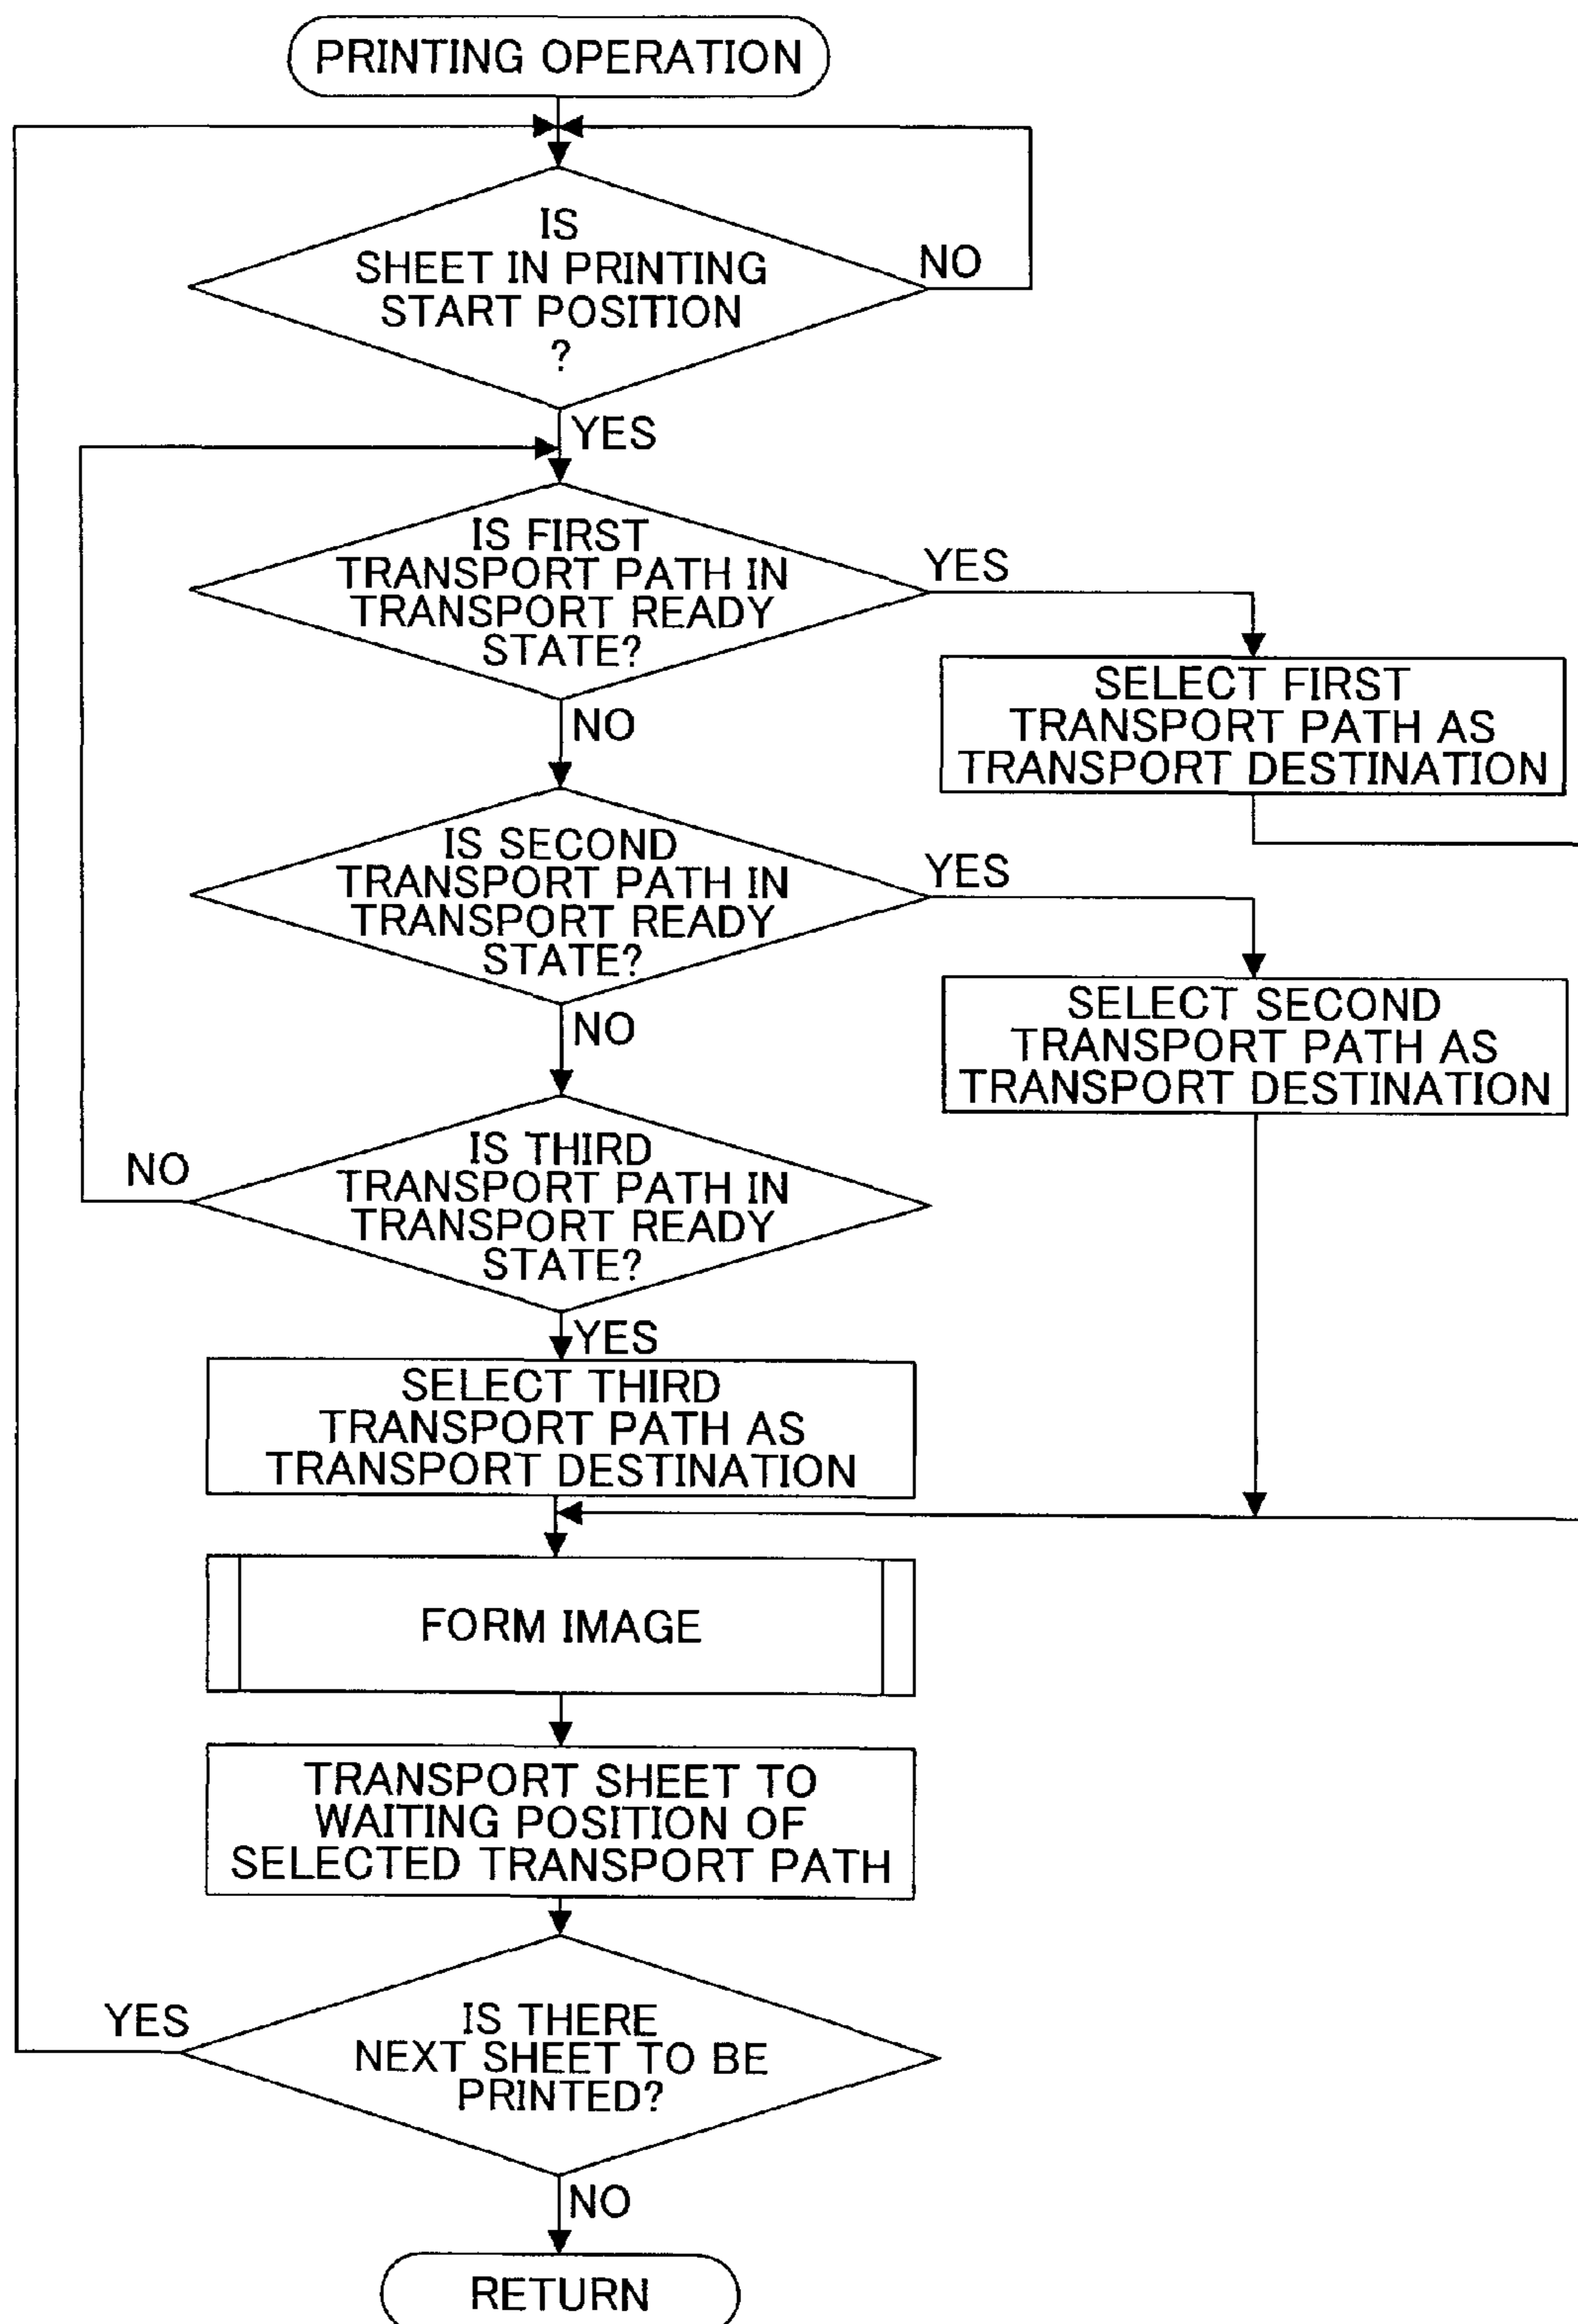 PRINTING OPERATION
IS
SHEET IN PRINTING
START POSITION
?
NO
YES
IS FIRST
TRANSPORT PATH IN
TRANSPORT READY
STATE?
YES
SELECT FIRST
TRANSPORT PATH AS
TRANSPORT DESTINATION
NO
IS SECOND
TRANSPORT PATH IN
TRANSPORT READY
STATE?
YES
SELECT SECOND
TRANSPORT PATH AS
TRANSPORT DESTINATION
NO
IS THIRD
TRANSPORT PATH IN
TRANSPORT READY
STATE?
NO
YES
SELECT THIRD
TRANSPORT PATH AS
TRANSPORT DESTINATION
FORM IMAGE
TRANSPORT SHEET TO
WAITING POSITION OF
SELECTED TRANSPORT PATH
IS THERE
NEXT SHEET TO BE
PRINTED?
YES
NO
RETURN